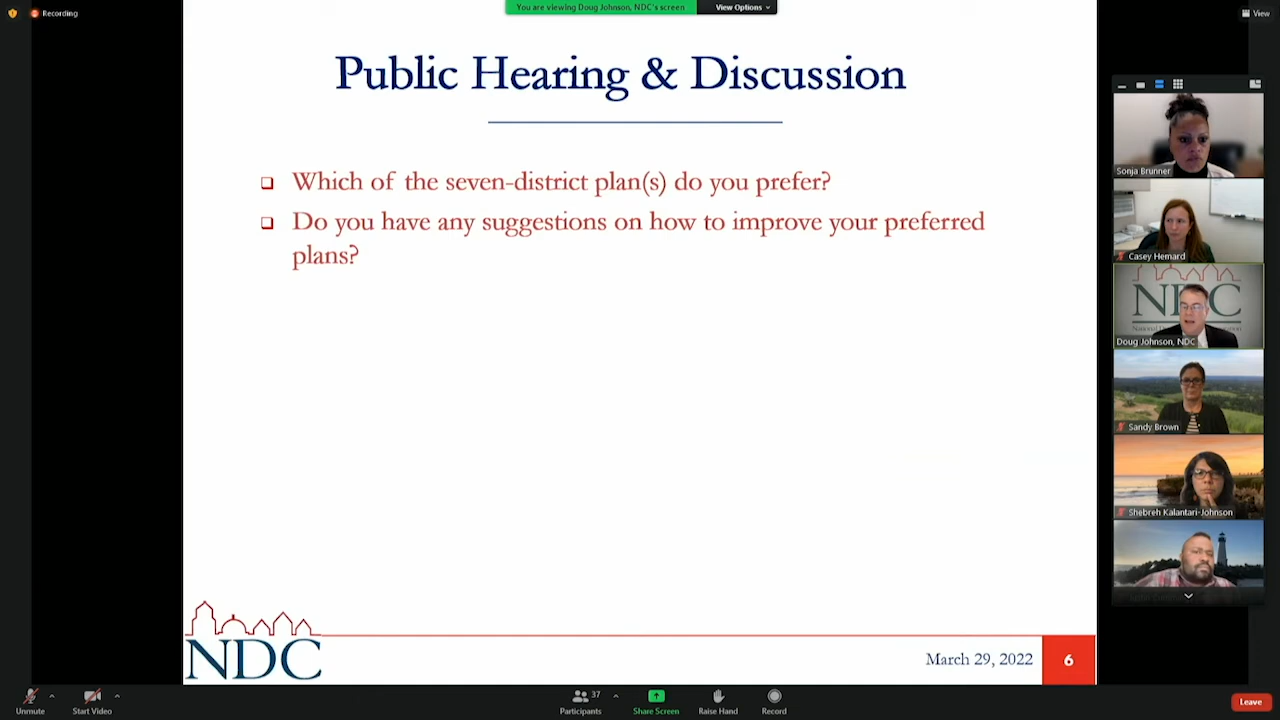 Recording
You are viewing Doug Johnson, NDC's screen
View Options
View
Public Hearing & Discussion
Which of the seven-district plan(s) do you prefer?
Do you have any suggestions on how to improve your preferred
plans?
Sonja Brunner
Casey Hemard
NDC
Doug Johnson, NDC
Sandy Brown
Shebreh Kalantari-Johnson
NDC
March 29, 2022
6
Unmute
Start Video
37
Participants
Share Screen
Raise Hand
Record
Leave